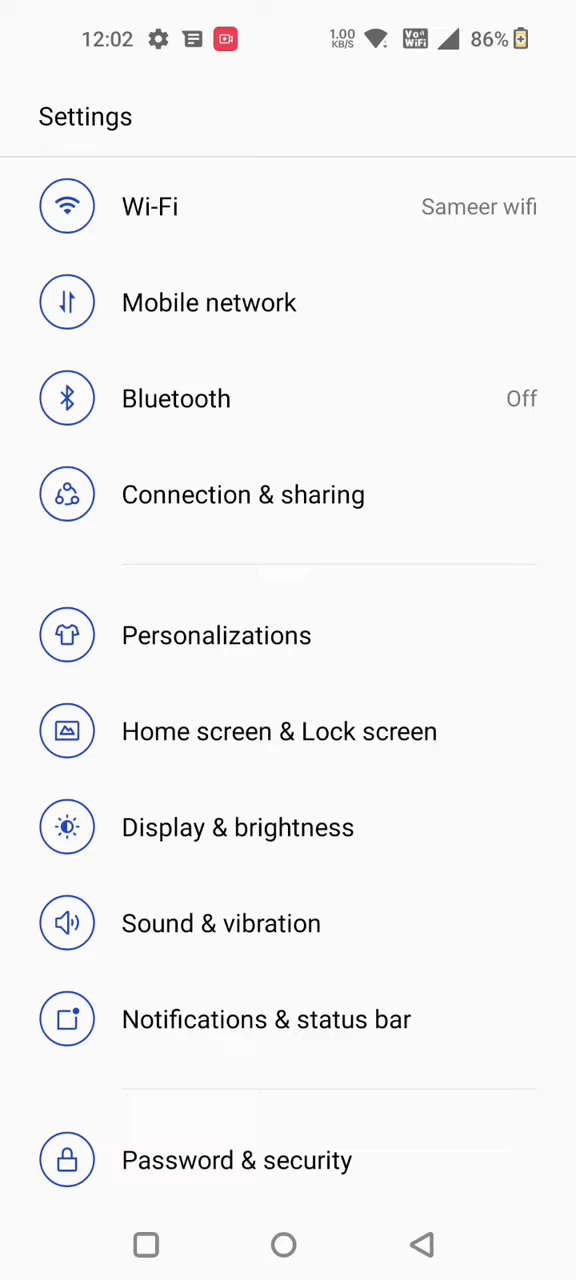 12:02 1.00 KB/S Vo WiFi 86%
Settings
Wi-Fi Sameer wifi
Mobile network
Bluetooth Off
Connection & sharing
Personalizations
Home screen & Lock screen
Display & brightness
Sound & vibration
Notifications & status bar
Password & security